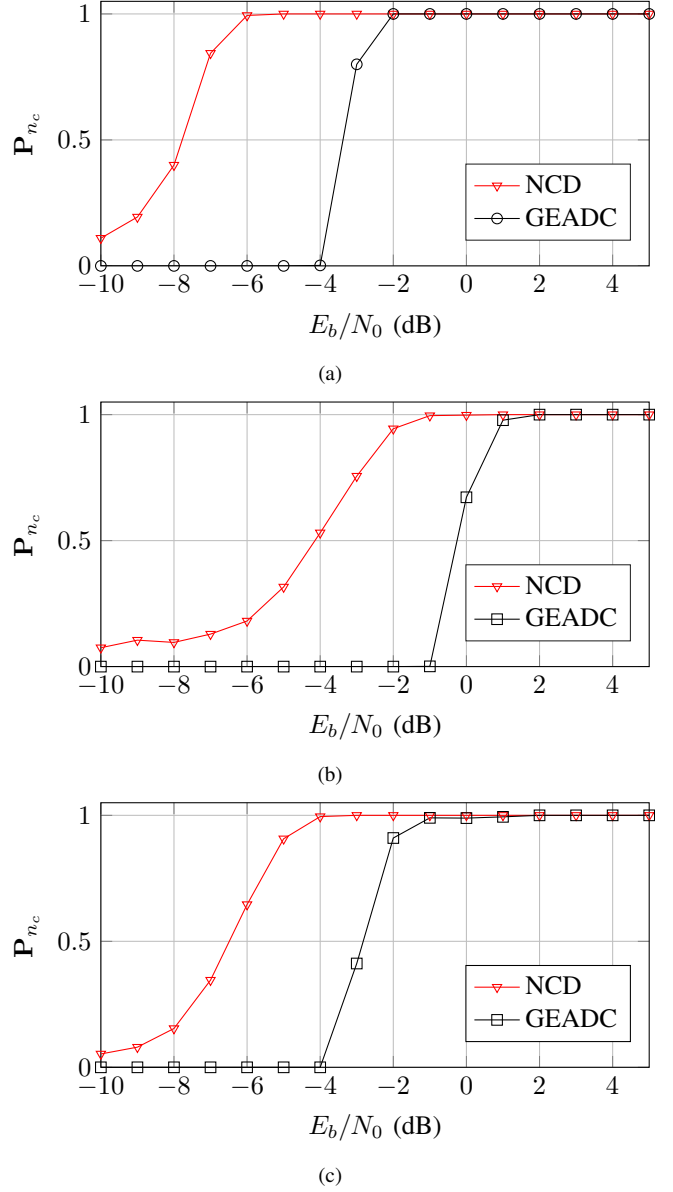 1
0.5
0
P_{n_c}
NCD
GEADC
−10 −8 −6 −4 −2 0 2 4
E_b/N_0 (dB)
(a)
1
0.5
0
P_{n_c}
NCD
GEADC
−10 −8 −6 −4 −2 0 2 4
E_b/N_0 (dB)
(b)
1
0.5
0
P_{n_c}
NCD
GEADC
−10 −8 −6 −4 −2 0 2 4
E_b/N_0 (dB)
(c)